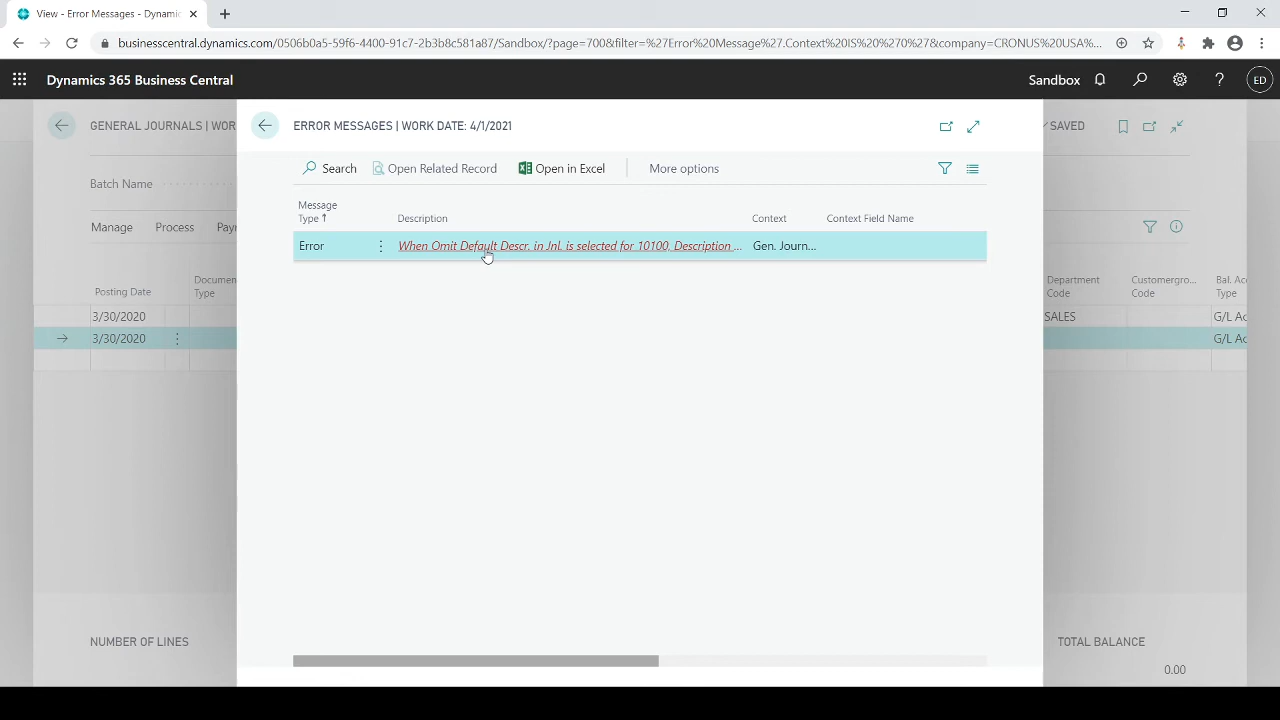 View - Error Messages - Dynamic
businesscentral.dynamics.com/0506b0a5-59f6-4400-91c7-2b3b8c581a87/Sandbox/?page=700&filter=%27Error%20Message%27.Context%20IS%20%270%27&company=CRONUS%20USA%...
Dynamics 365 Business Central
Sandbox
ED
GENERAL JOURNALS | WOR
ERROR MESSAGES | WORK DATE: 4/1/2021
SAVED
Search
Open Related Record
Open in Excel
More options
Batch Name
Manage
Process
Pay
Message
Type ↑
Description
Context
Context Field Name
Error
When Omit Default Descr. in Jnl. is selected for 10100, Description ...
Gen. Journ...
Posting Date
Documen
Type
Department
Code
Customergro...
Code
Bal. Ac
Type
3/30/2020
SALES
G/L Ac
3/30/2020
G/L Ac
NUMBER OF LINES
TOTAL BALANCE
0.00